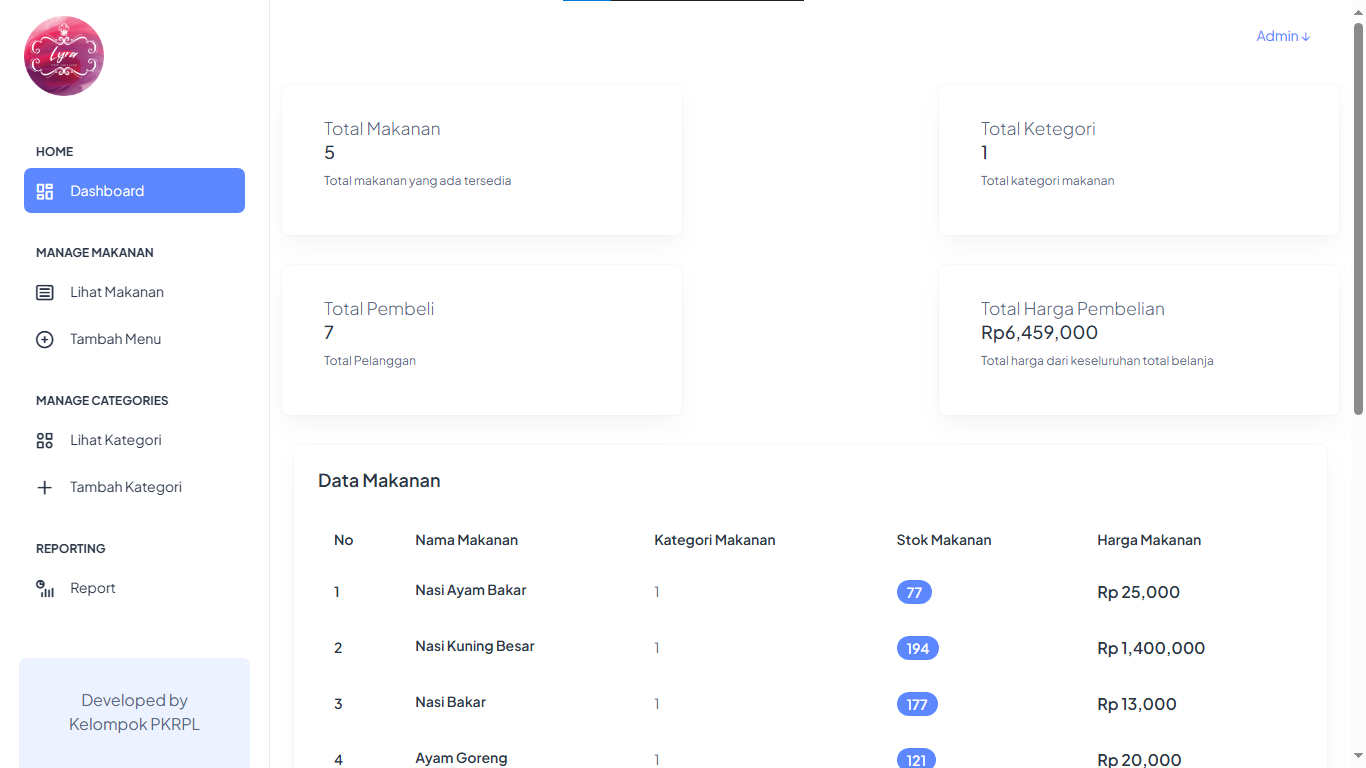 Lyra
Admin ↓
HOME
Dashboard
MANAGE MAKANAN
Lihat Makanan
Tambah Menu
MANAGE CATEGORIES
Lihat Kategori
Tambah Kategori
REPORTING
Report
Developed by
Kelompok PKRPL
Total Makanan
5
Total makanan yang ada tersedia
Total Ketegori
1
Total kategori makanan
Total Pembeli
7
Total Pelanggan
Total Harga Pembelian
Rp6,459,000
Total harga dari keseluruhan total belanja
Data Makanan
No Nama Makanan Kategori Makanan Stok Makanan Harga Makanan
1 Nasi Ayam Bakar 1 77 Rp 25,000
2 Nasi Kuning Besar 1 194 Rp 1,400,000
3 Nasi Bakar 1 177 Rp 13,000
4 Ayam Goreng 1 121 Rp 20,000